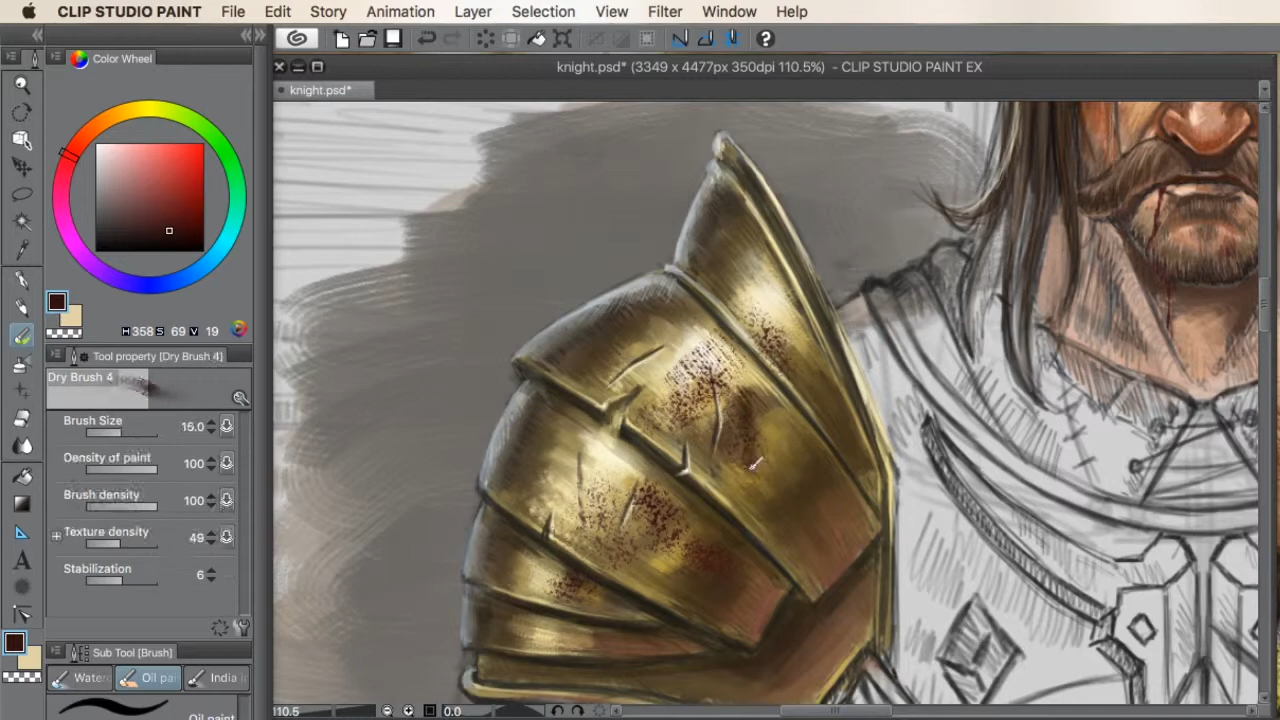 CLIP STUDIO PAINT File Edit Story Animation Layer Selection View Filter Window Help
knight.psd* (3349 x 4477px 350dpi 110.5%) - CLIP STUDIO PAINT EX
Color Wheel
knight.psd*
H 358 S 69 V 19
Tool property [Dry Brush 4]
Dry Brush 4
Brush Size 15.0
Density of paint 100
Brush density 100
Texture density 49
Stabilization 6
Sub Tool [Brush]
Water Oil pai India i
Oil paint
110.5 0.0